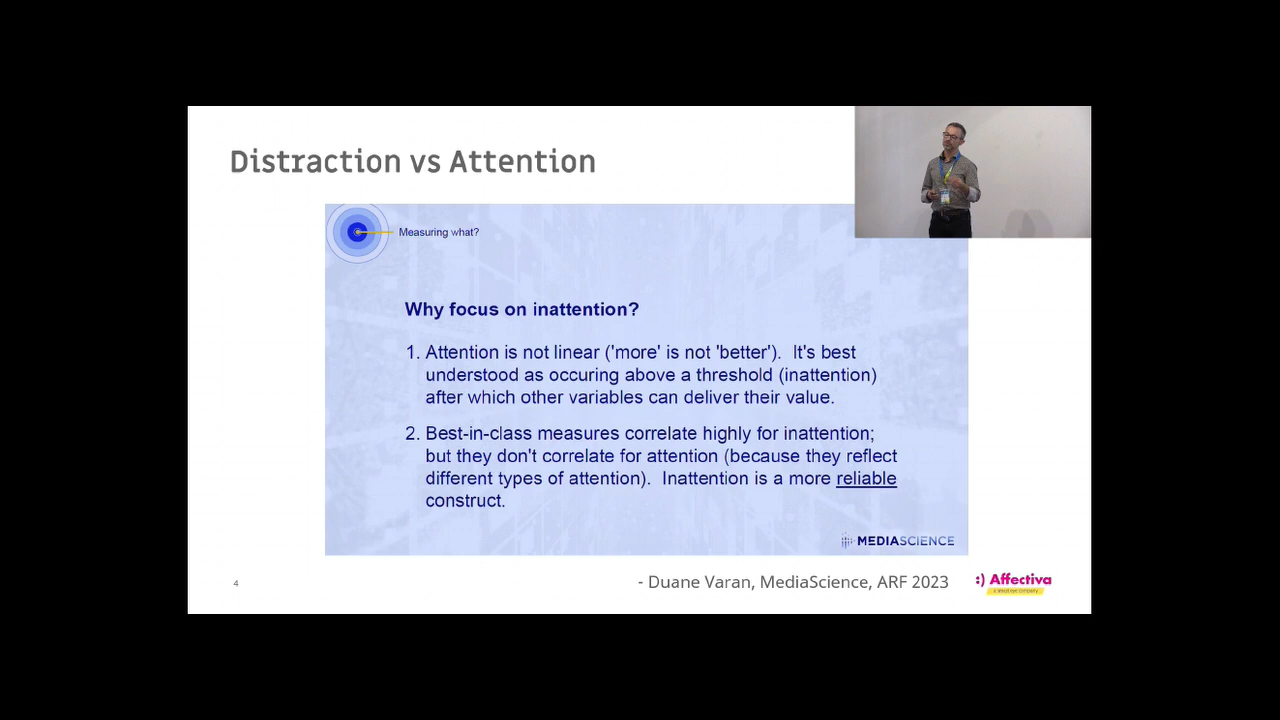 Distraction vs Attention
Measuring what?
Why focus on inattention?
1. Attention is not linear ('more' is not 'better'). It's best
understood as occuring above a threshold (inattention)
after which other variables can deliver their value.
2. Best-in-class measures correlate highly for inattention;
but they don't correlate for attention (because they reflect
different types of attention). Inattention is a more reliable
construct.
MEDIASCIENCE
4
- Duane Varan, MediaScience, ARF 2023
:) Affectiva